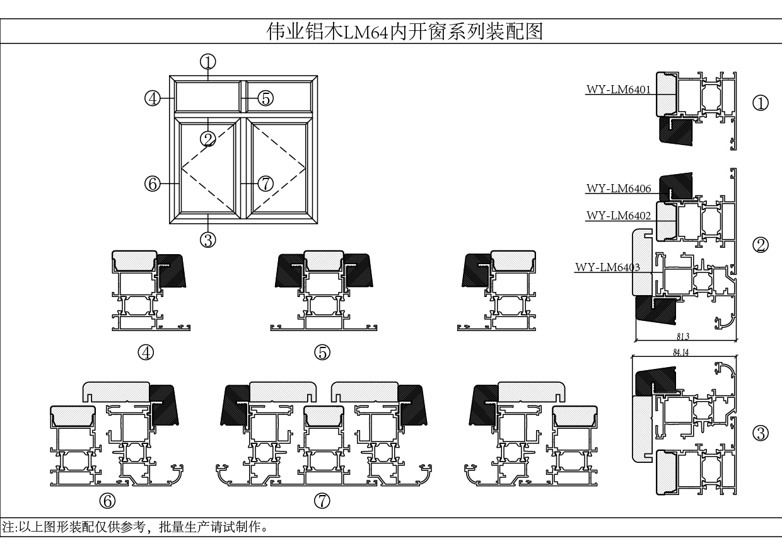 伟业铝木LM64内开窗系列装配图
①
④
⑤
②
⑥
⑦
③
WY-LM6401
①
WY-LM6406
WY-LM6402
②
WY-LM6403
81.3
84.14
④
⑤
③
⑥
⑦
注:以上图形装配仅供参考，批量生产请试制作。